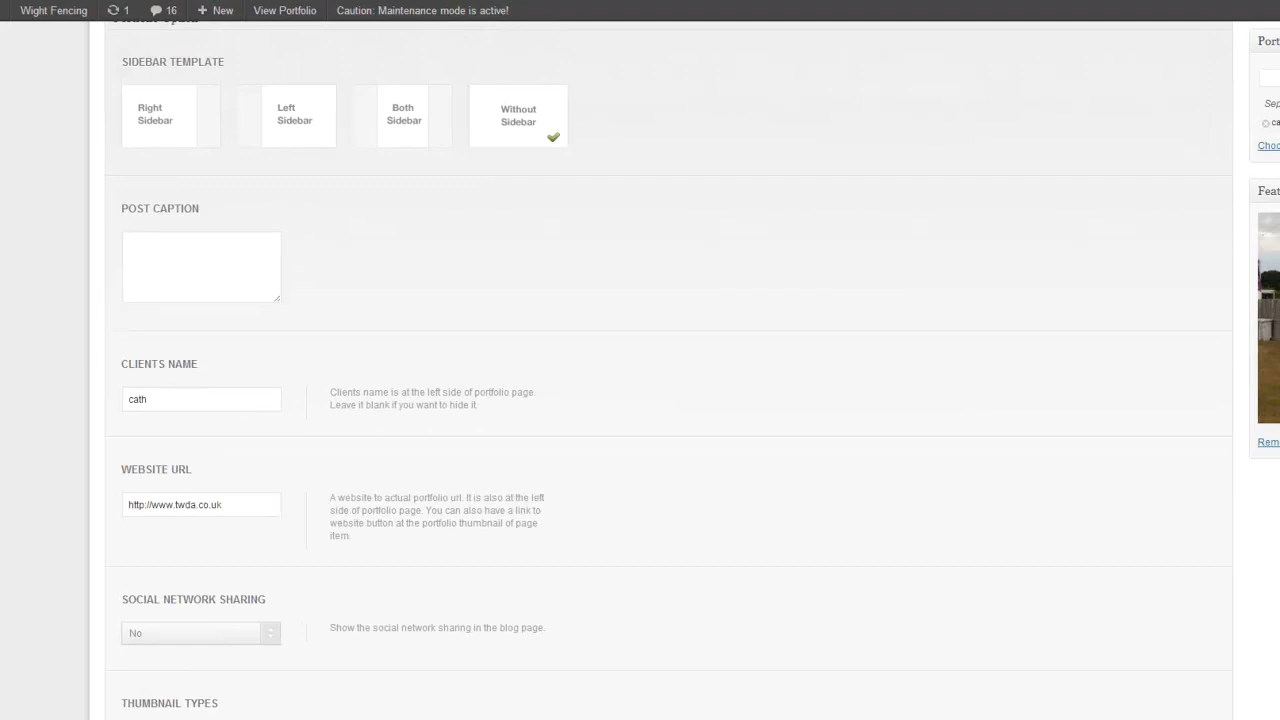 Wight Fencing 1 16 New View Portfolio Caution: Maintenance mode is active!
SIDEBAR TEMPLATE
Right
Sidebar
Left
Sidebar
Both
Sidebar
Without
Sidebar
POST CAPTION
CLIENTS NAME
cath
Clients name is at the left side of portfolio page.
Leave it blank if you want to hide it.
WEBSITE URL
http://www.twda.co.uk
A website to actual portfolio url. It is also at the left
side of portfolio page. You can also have a link to
website button at the portfolio thumbnail of page
item.
SOCIAL NETWORK SHARING
No
Show the social network sharing in the blog page.
THUMBNAIL TYPES
Port
Sep
ca
Choo
Feat
Rem